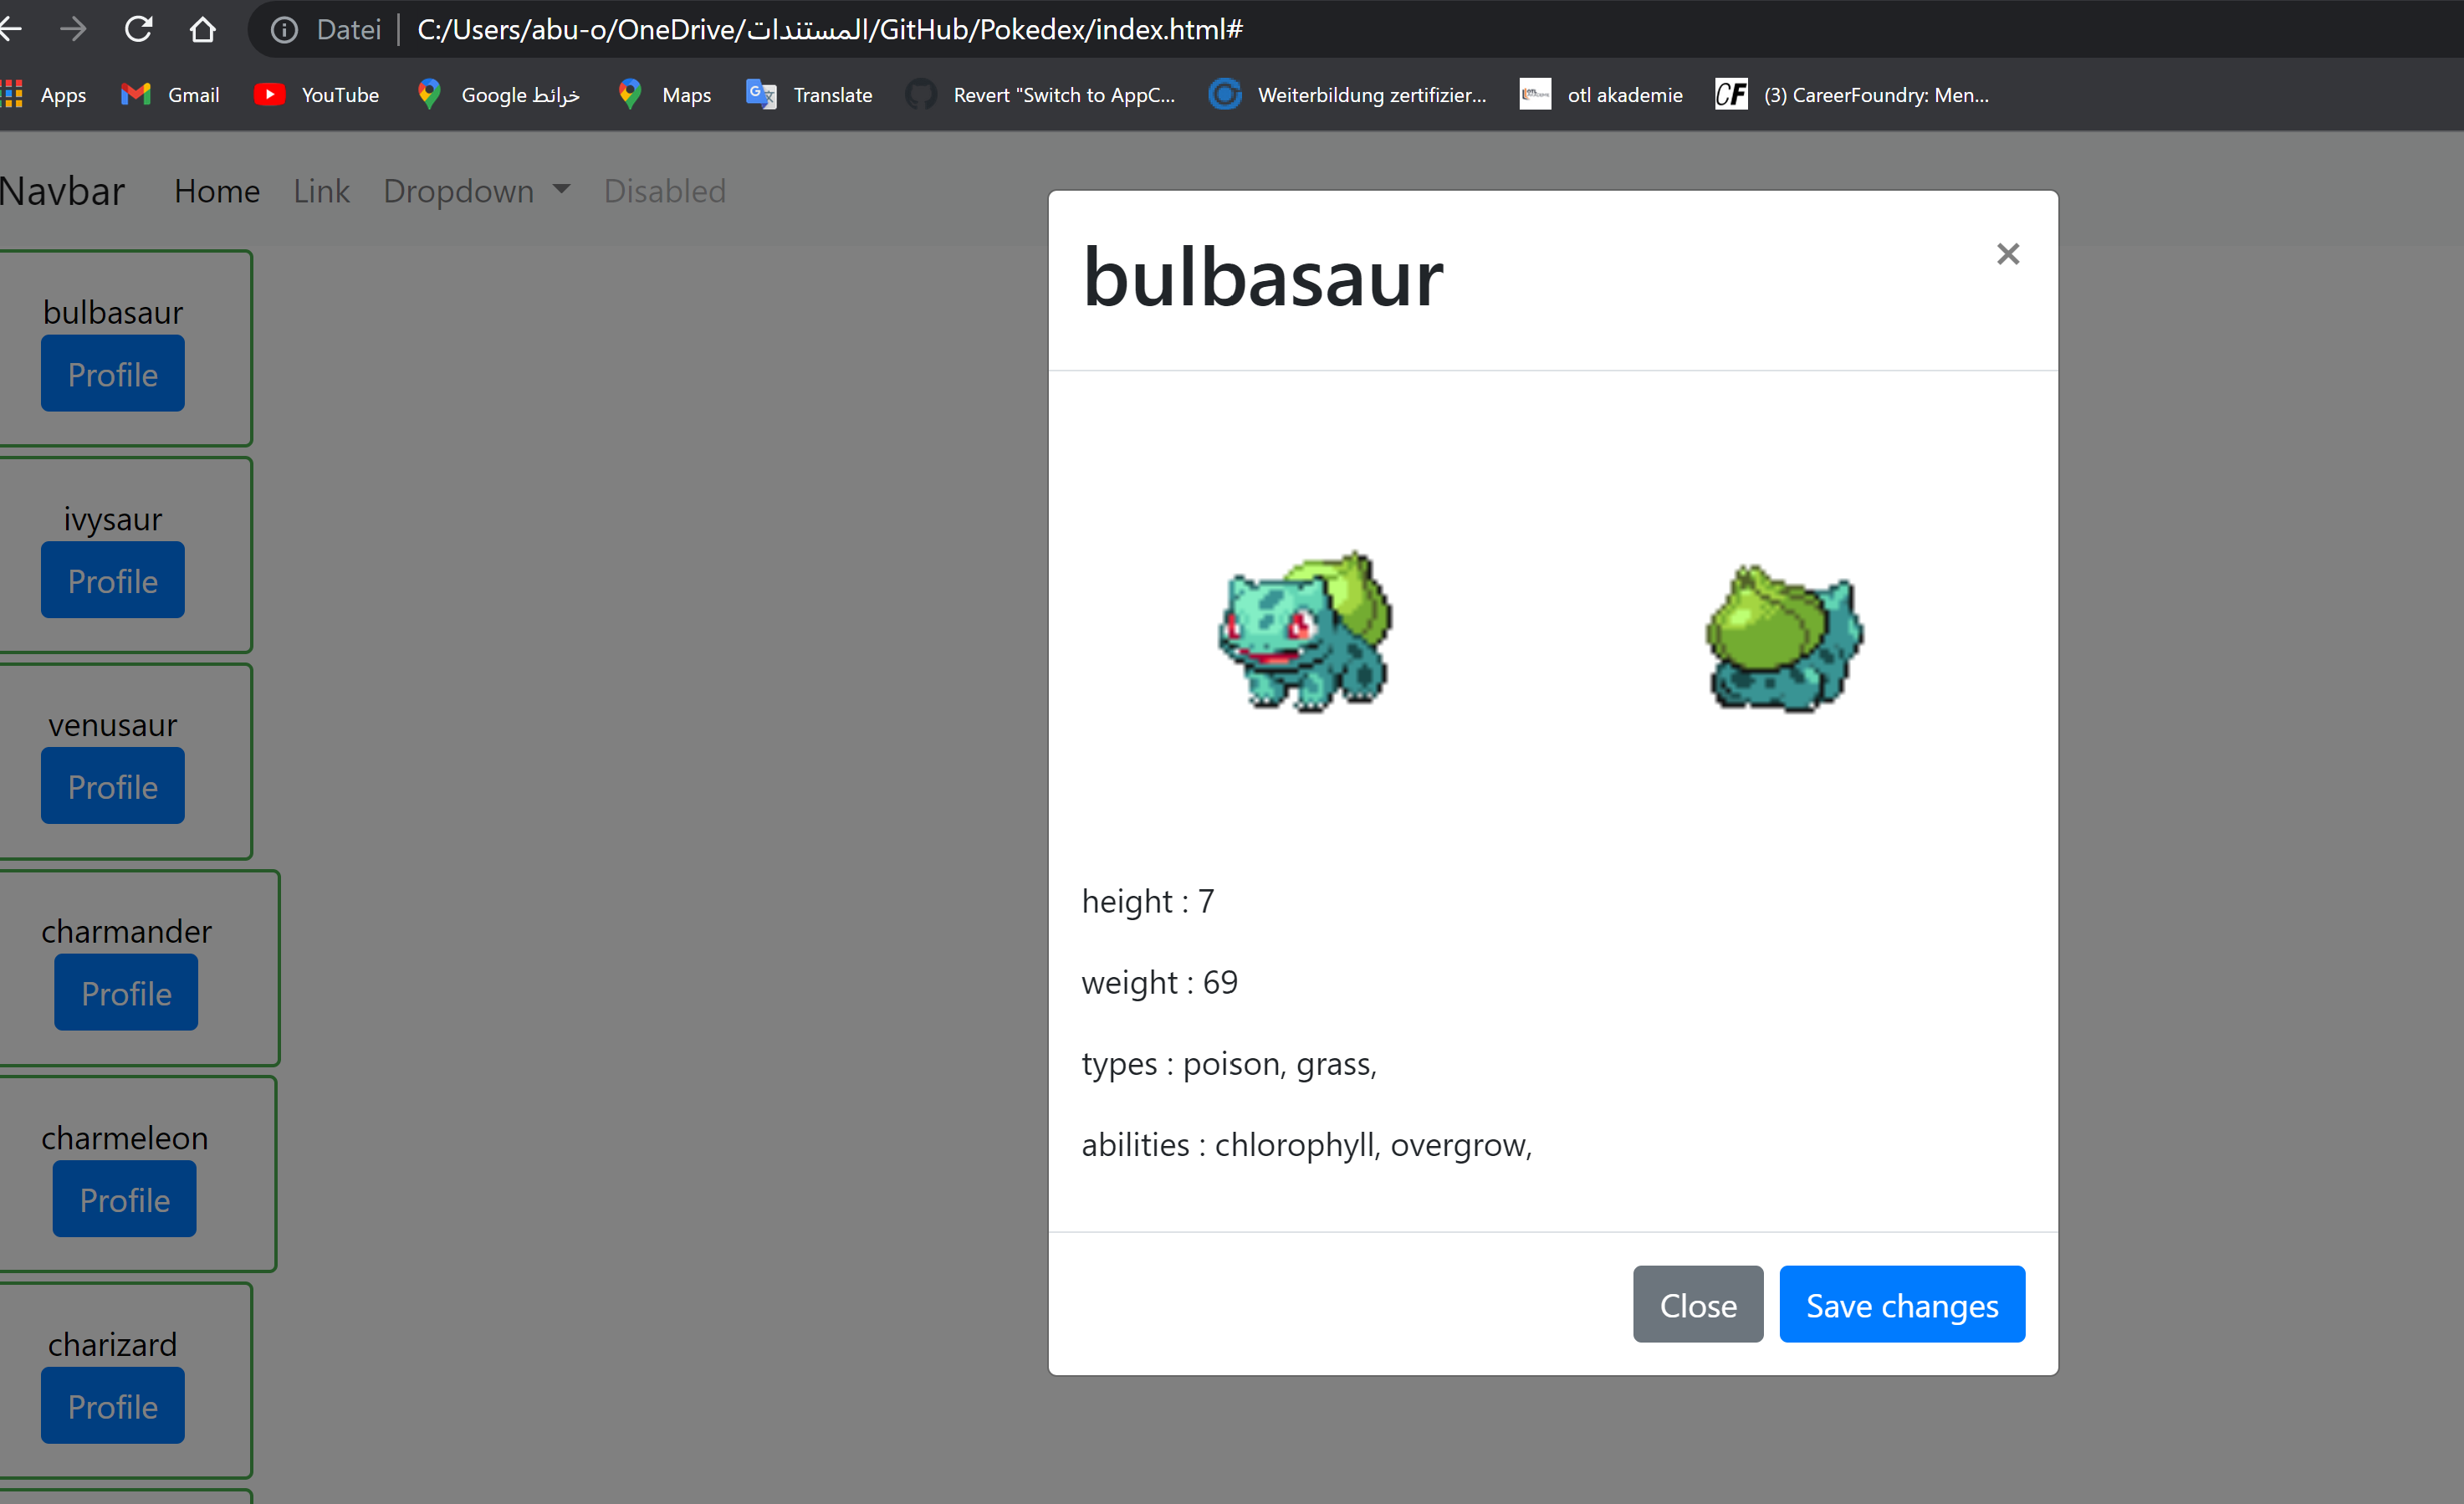 Datei C:/Users/abu-o/OneDrive/المستندات/GitHub/Pokedex/index.html#
Apps Gmail YouTube Google خرائط Maps Translate Revert "Switch to AppC... Weiterbildung zertifizier... otl akademie CF (3) CareerFoundry: Men...
Navbar Home Link Dropdown Disabled
bulbasaur
Profile
ivysaur
Profile
venusaur
Profile
charmander
Profile
charmeleon
Profile
charizard
Profile
bulbasaur ×
height : 7
weight : 69
types : poison, grass,
abilities : chlorophyll, overgrow,
Close Save changes